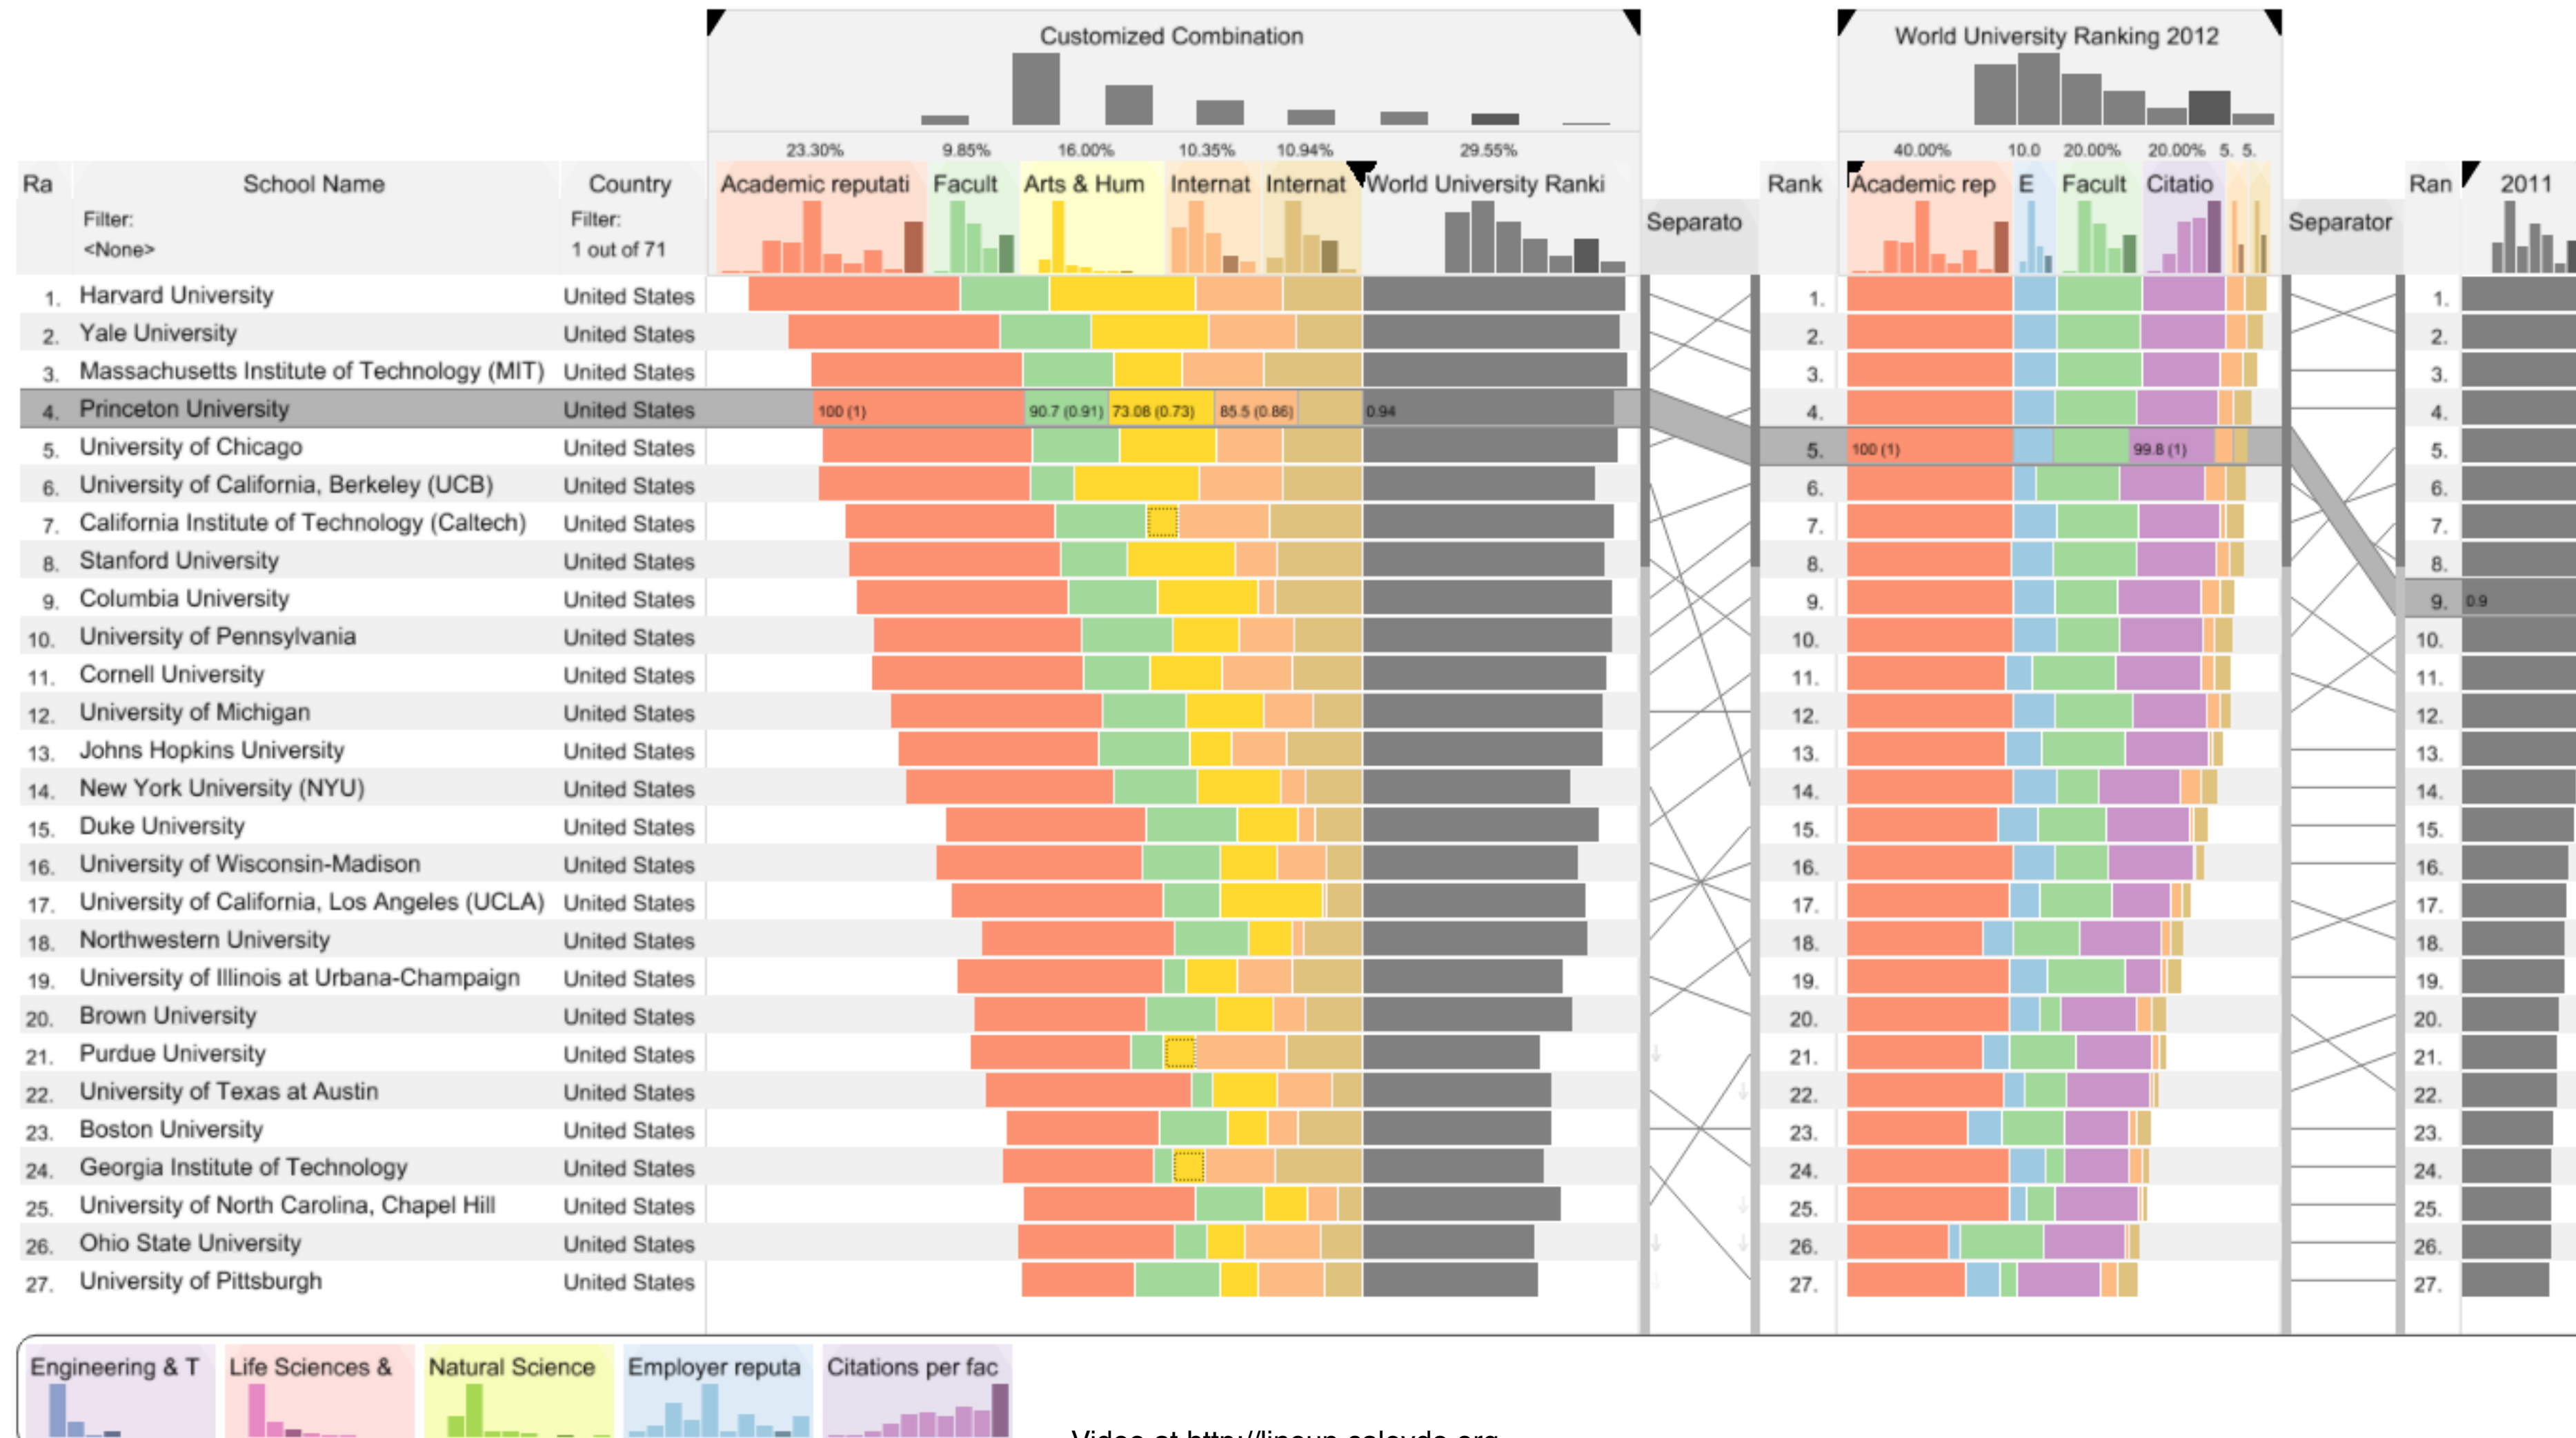 Customized Combination
World University Ranking 2012
23.30% 9.85% 16.00% 10.35% 10.94% 29.55%
40.00% 10.0 20.00% 20.00% 5. 5.
Ra School Name Country Academic reputati Facult Arts & Hum Internat Internat World University Ranki Rank Academic rep E Facult Citatio Ran 2011
Filter: Filter: Separato Separator
<None> 1 out of 71
1. Harvard University United States 1. 1.
2. Yale University United States 2. 2.
3. Massachusetts Institute of Technology (MIT) United States 3. 3.
4. Princeton University United States 100 (1) 90.7 (0.91) 73.08 (0.73) 85.5 (0.86) 0.94 4. 4.
5. University of Chicago United States 5. 100 (1) 99.8 (1) 5.
6. University of California, Berkeley (UCB) United States 6. 6.
7. California Institute of Technology (Caltech) United States 7. 7.
8. Stanford University United States 8. 8.
9. Columbia University United States 9. 9. 0.9
10. University of Pennsylvania United States 10. 10.
11. Cornell University United States 11. 11.
12. University of Michigan United States 12. 12.
13. Johns Hopkins University United States 13. 13.
14. New York University (NYU) United States 14. 14.
15. Duke University United States 15. 15.
16. University of Wisconsin-Madison United States 16. 16.
17. University of California, Los Angeles (UCLA) United States 17. 17.
18. Northwestern University United States 18. 18.
19. University of Illinois at Urbana-Champaign United States 19. 19.
20. Brown University United States 20. 20.
21. Purdue University United States 21. 21.
22. University of Texas at Austin United States 22. 22.
23. Boston University United States 23. 23.
24. Georgia Institute of Technology United States 24. 24.
25. University of North Carolina, Chapel Hill United States 25. 25.
26. Ohio State University United States 26. 26.
27. University of Pittsburgh United States 27. 27.
Engineering & T Life Sciences & Natural Science Employer reputa Citations per fac
Video at http://lineup.caleydo.org